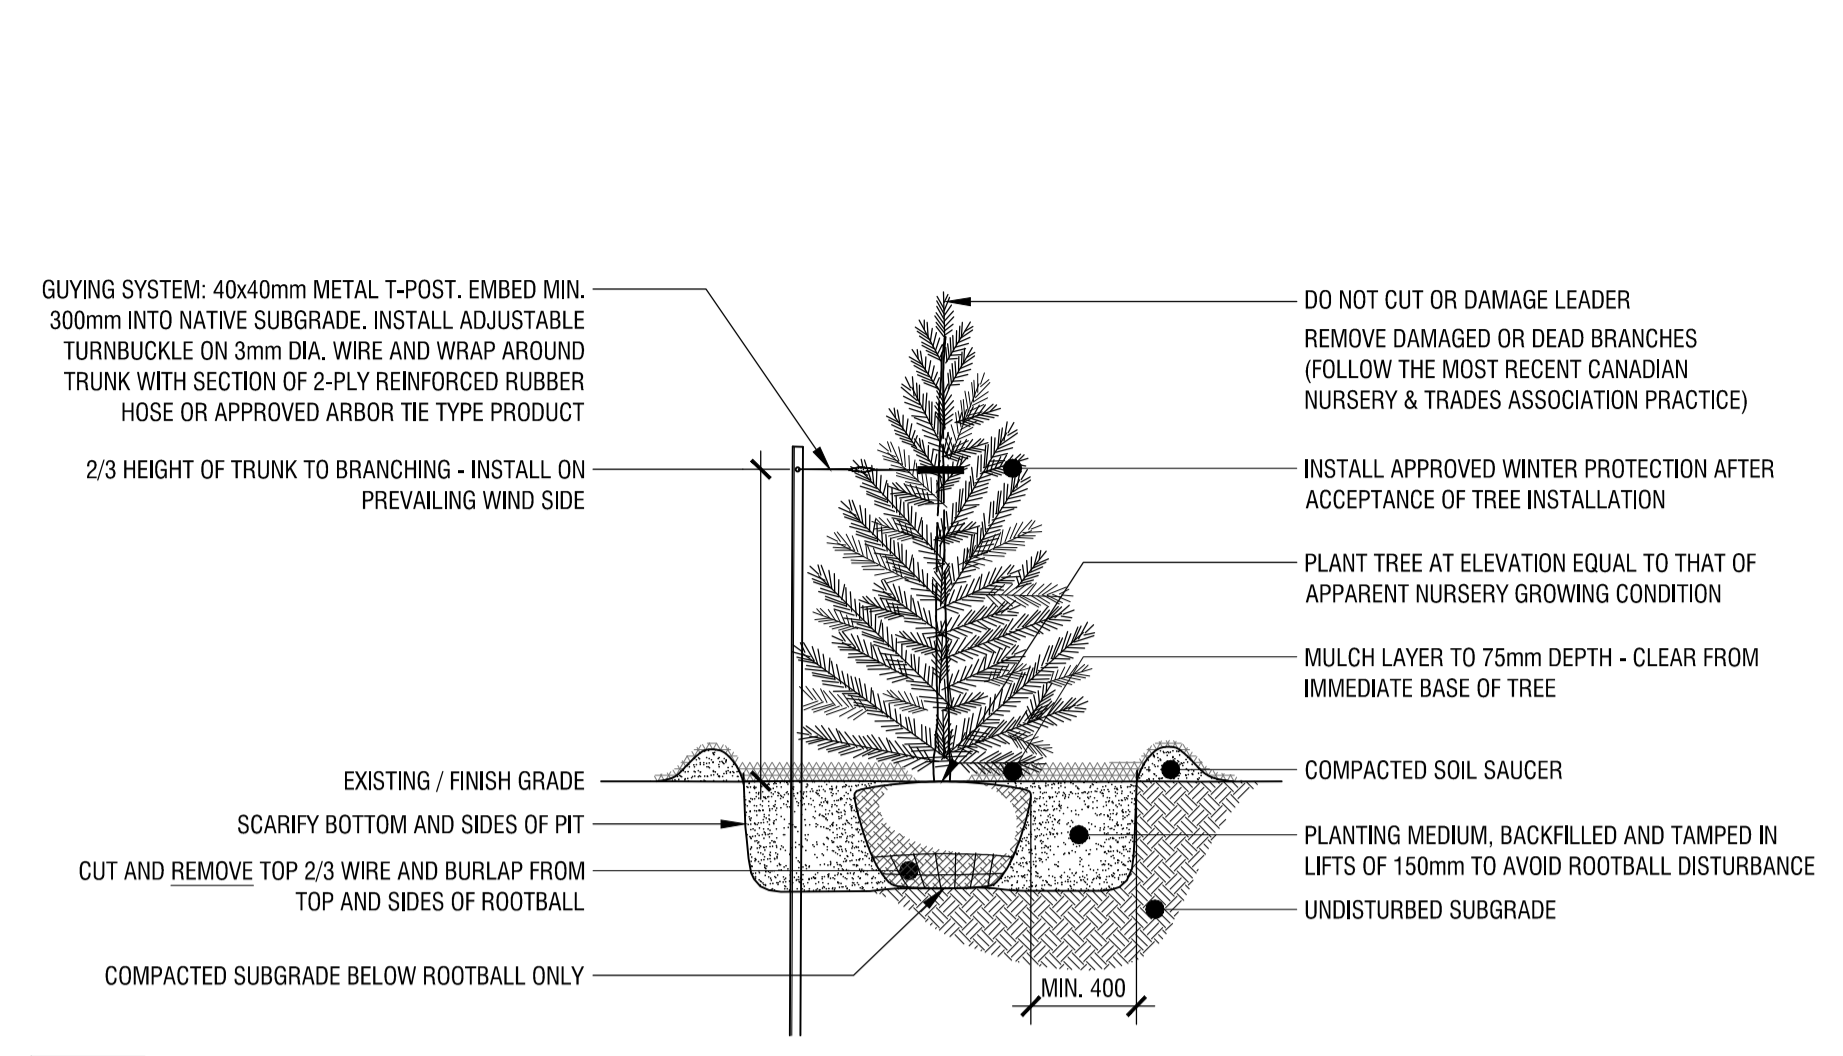 GUYING SYSTEM: 40x40mm METAL T-POST. EMBED MIN.
300mm INTO NATIVE SUBGRADE. INSTALL ADJUSTABLE
TURNBUCKLE ON 3mm DIA. WIRE AND WRAP AROUND
TRUNK WITH SECTION OF 2-PLY REINFORCED RUBBER
HOSE OR APPROVED ARBOR TIE TYPE PRODUCT
2/3 HEIGHT OF TRUNK TO BRANCHING - INSTALL ON
PREVAILING WIND SIDE
EXISTING / FINISH GRADE
SCARIFY BOTTOM AND SIDES OF PIT
CUT AND REMOVE TOP 2/3 WIRE AND BURLAP FROM
TOP AND SIDES OF ROOTBALL
COMPACTED SUBGRADE BELOW ROOTBALL ONLY
DO NOT CUT OR DAMAGE LEADER
REMOVE DAMAGED OR DEAD BRANCHES
(FOLLOW THE MOST RECENT CANADIAN
NURSERY & TRADES ASSOCIATION PRACTICE)
INSTALL APPROVED WINTER PROTECTION AFTER
ACCEPTANCE OF TREE INSTALLATION
PLANT TREE AT ELEVATION EQUAL TO THAT OF
APPARENT NURSERY GROWING CONDITION
MULCH LAYER TO 75mm DEPTH - CLEAR FROM
IMMEDIATE BASE OF TREE
COMPACTED SOIL SAUCER
PLANTING MEDIUM, BACKFILLED AND TAMPED IN
LIFTS OF 150mm TO AVOID ROOTBALL DISTURBANCE
UNDISTURBED SUBGRADE
MIN. 400